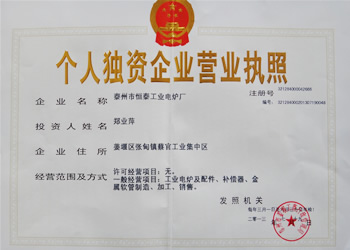 个人独资企业营业执照
注册号 321284000042666
企业名称 泰州市恒泰工业电炉厂
投资人姓名 郑业萍
企业住所 姜堰区张甸镇蔡官工业集中区
经营范围及方式 许可经营项目:无。
一般经营项目:工业电炉及配件、补偿器、金
属软管制造、加工、销售。
发照机关